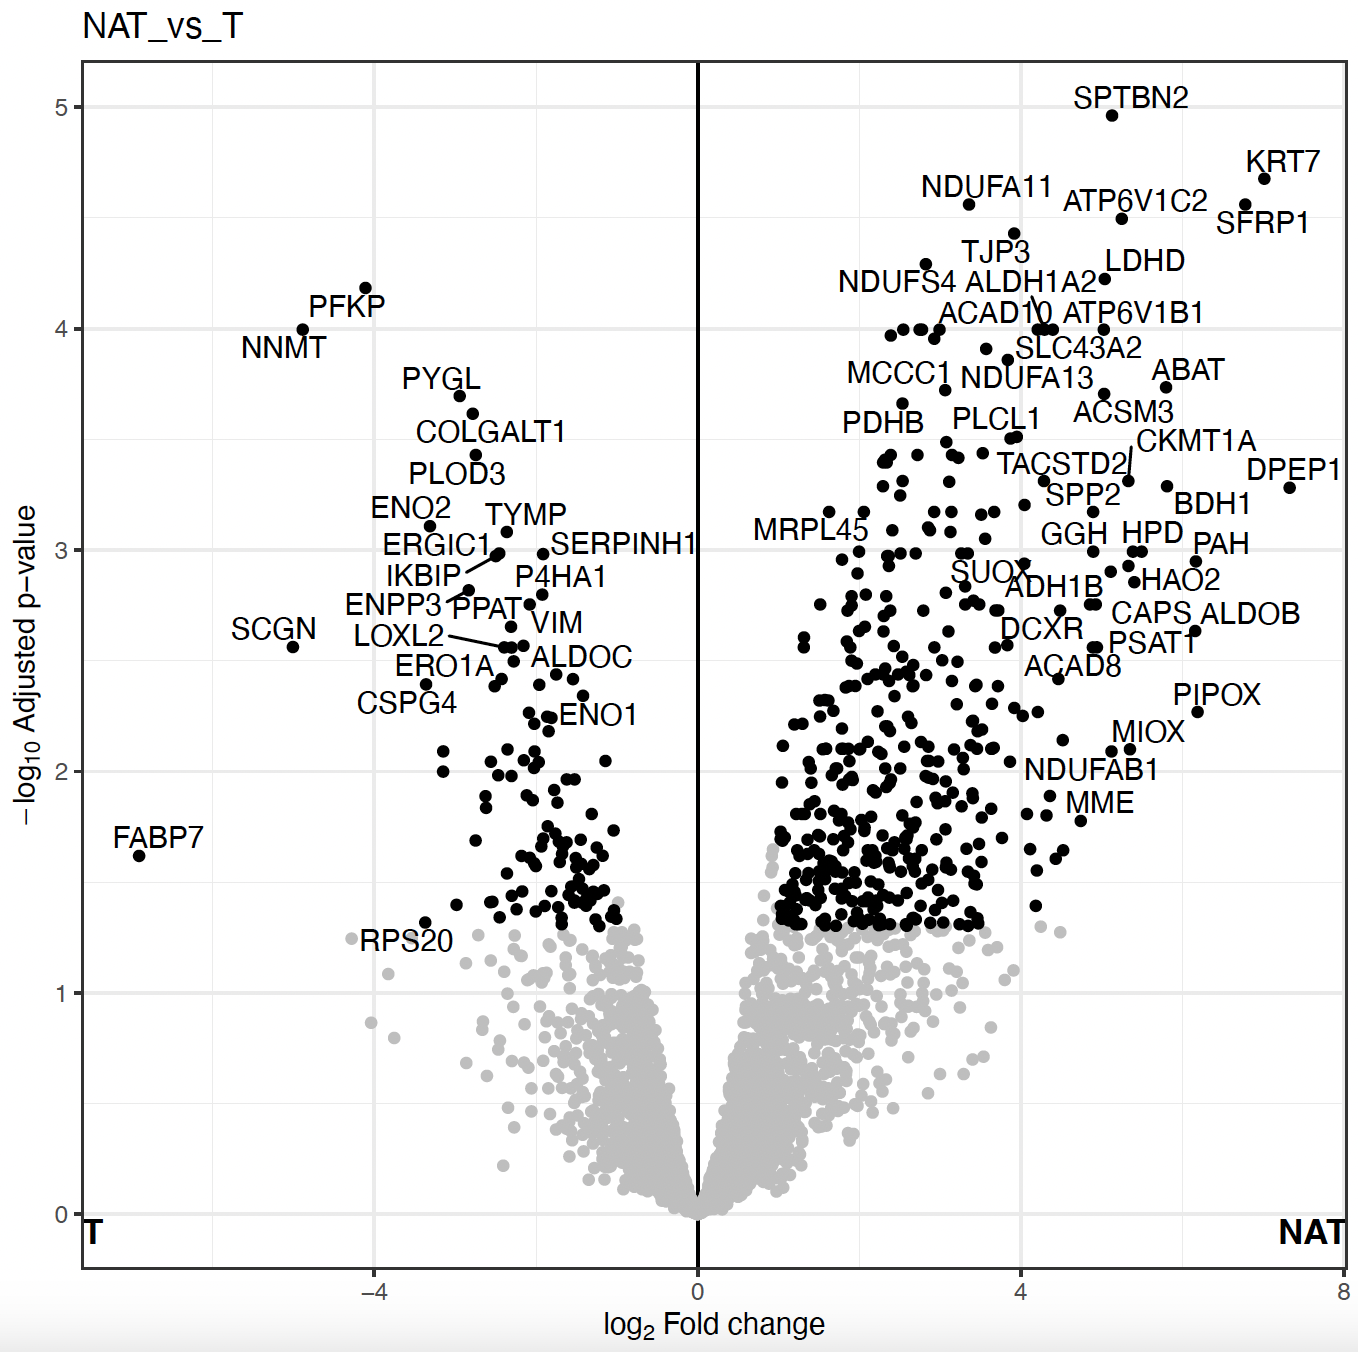 NAT_vs_T
5
4
3
2
1
0
−log10 Adjusted p−value
SPTBN2
KRT7
NDUFA11
ATP6V1C2
SFRP1
TJP3
LDHD
NDUFS4 ALDH1A2
PFKP
ACAD10 ATP6V1B1
NNMT
SLC43A2
PYGL
MCCC1 NDUFA13
ABAT
COLGALT1
PDHB
PLCL1
ACSM3
CKMT1A
PLOD3
TACSTD2
DPEP1
ENO2
TYMP
SPP2
BDH1
ERGIC1
SERPINH1
MRPL45
GGH
HPD
PAH
IKBIP
P4HA1
SUOX
ADH1B
HAO2
ENPP3
PPAT
VIM
CAPS ALDOB
SCGN
LOXL2
DCXR
PSAT1
ERO1A
ALDOC
ACAD8
CSPG4
ENO1
PIPOX
MIOX
NDUFAB1
MME
FABP7
RPS20
T
NAT
−4
0
4
8
log2 Fold change